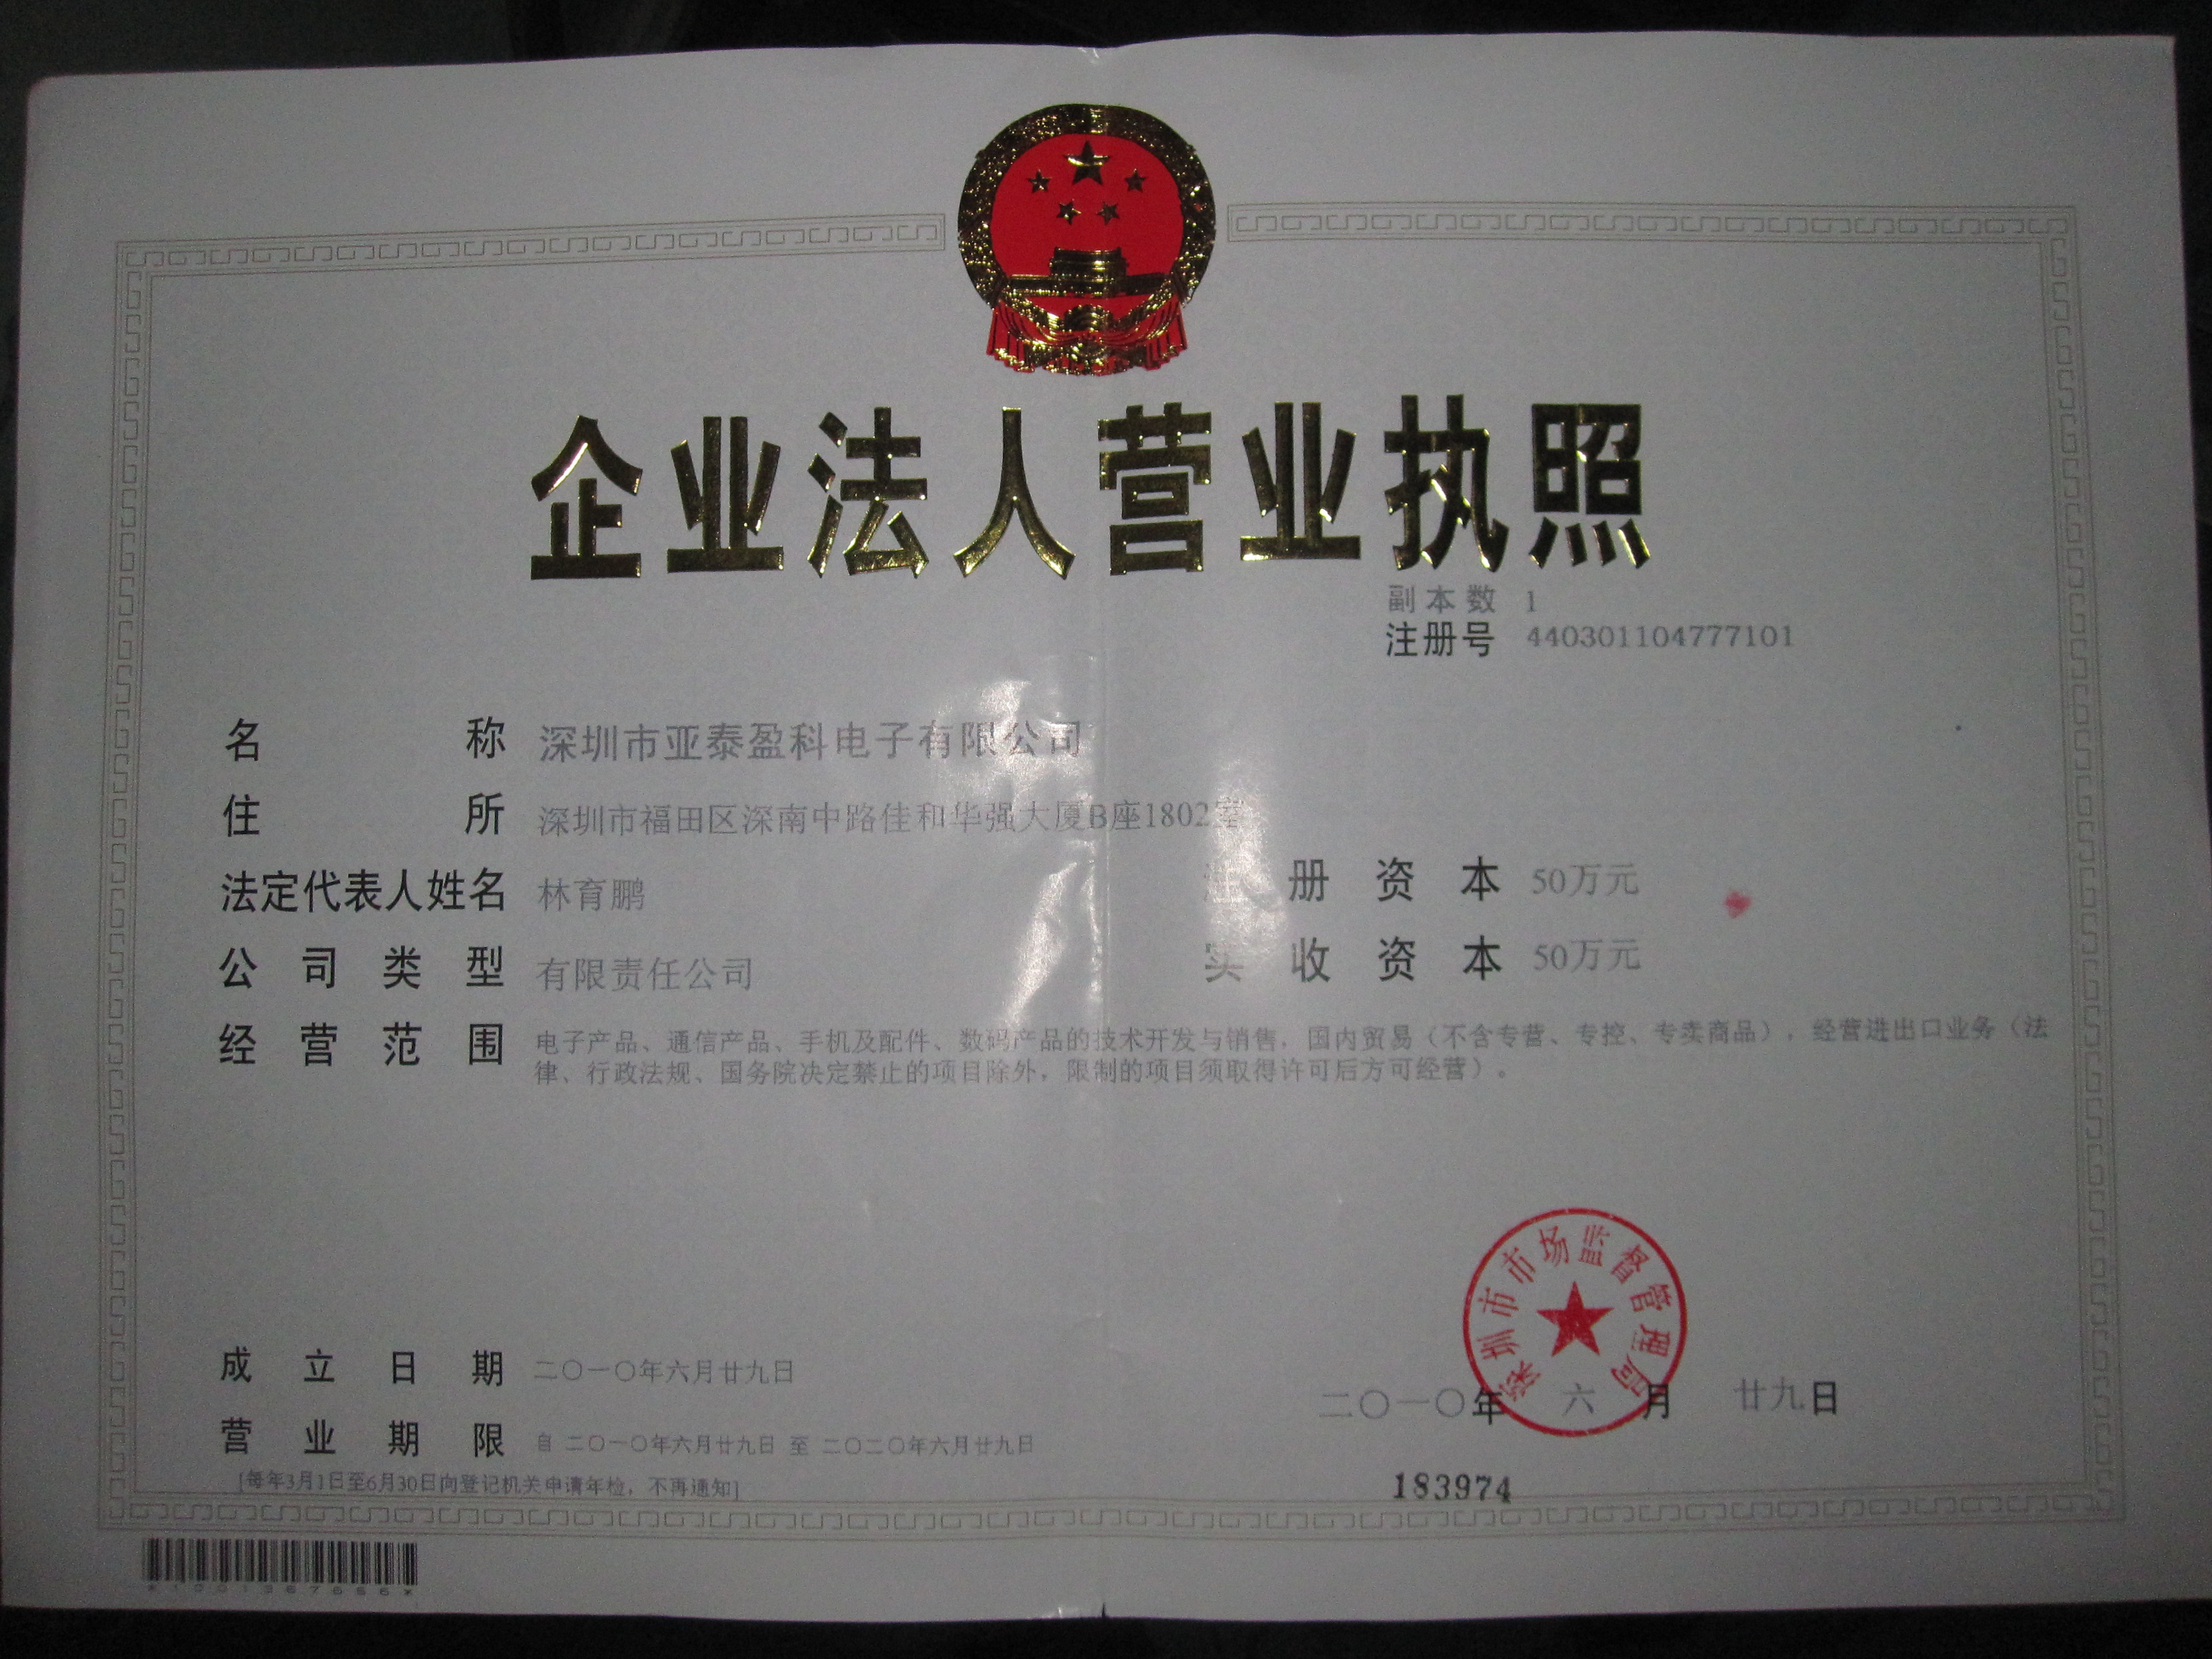 企业法人营业执照
副本数 1
注册号 440301104777101
名称 深圳市亚泰盈科电子有限公司
住所 深圳市福田区深南中路佳和华强大厦B座1802室
法定代表人姓名 林育鹏 注册资本 50万元
公司类型 有限责任公司 实收资本 50万元
经营范围 电子产品、通信产品、手机及配件、数码产品的技术开发与销售，国内贸易（不含专营、专控、专卖商品），经营进出口业务（法
律、行政法规、国务院决定禁止的项目除外，限制的项目须取得许可后方可经营）。
深圳市市场监督管理局
成立日期 二〇一〇年六月廿九日
二〇一〇年 六 月 廿九日
营业期限 自 二〇一〇年六月廿九日 至 二〇二〇年六月廿九日
[每年3月1日至6月30日向登记机关申请年检，不再通知]
183974